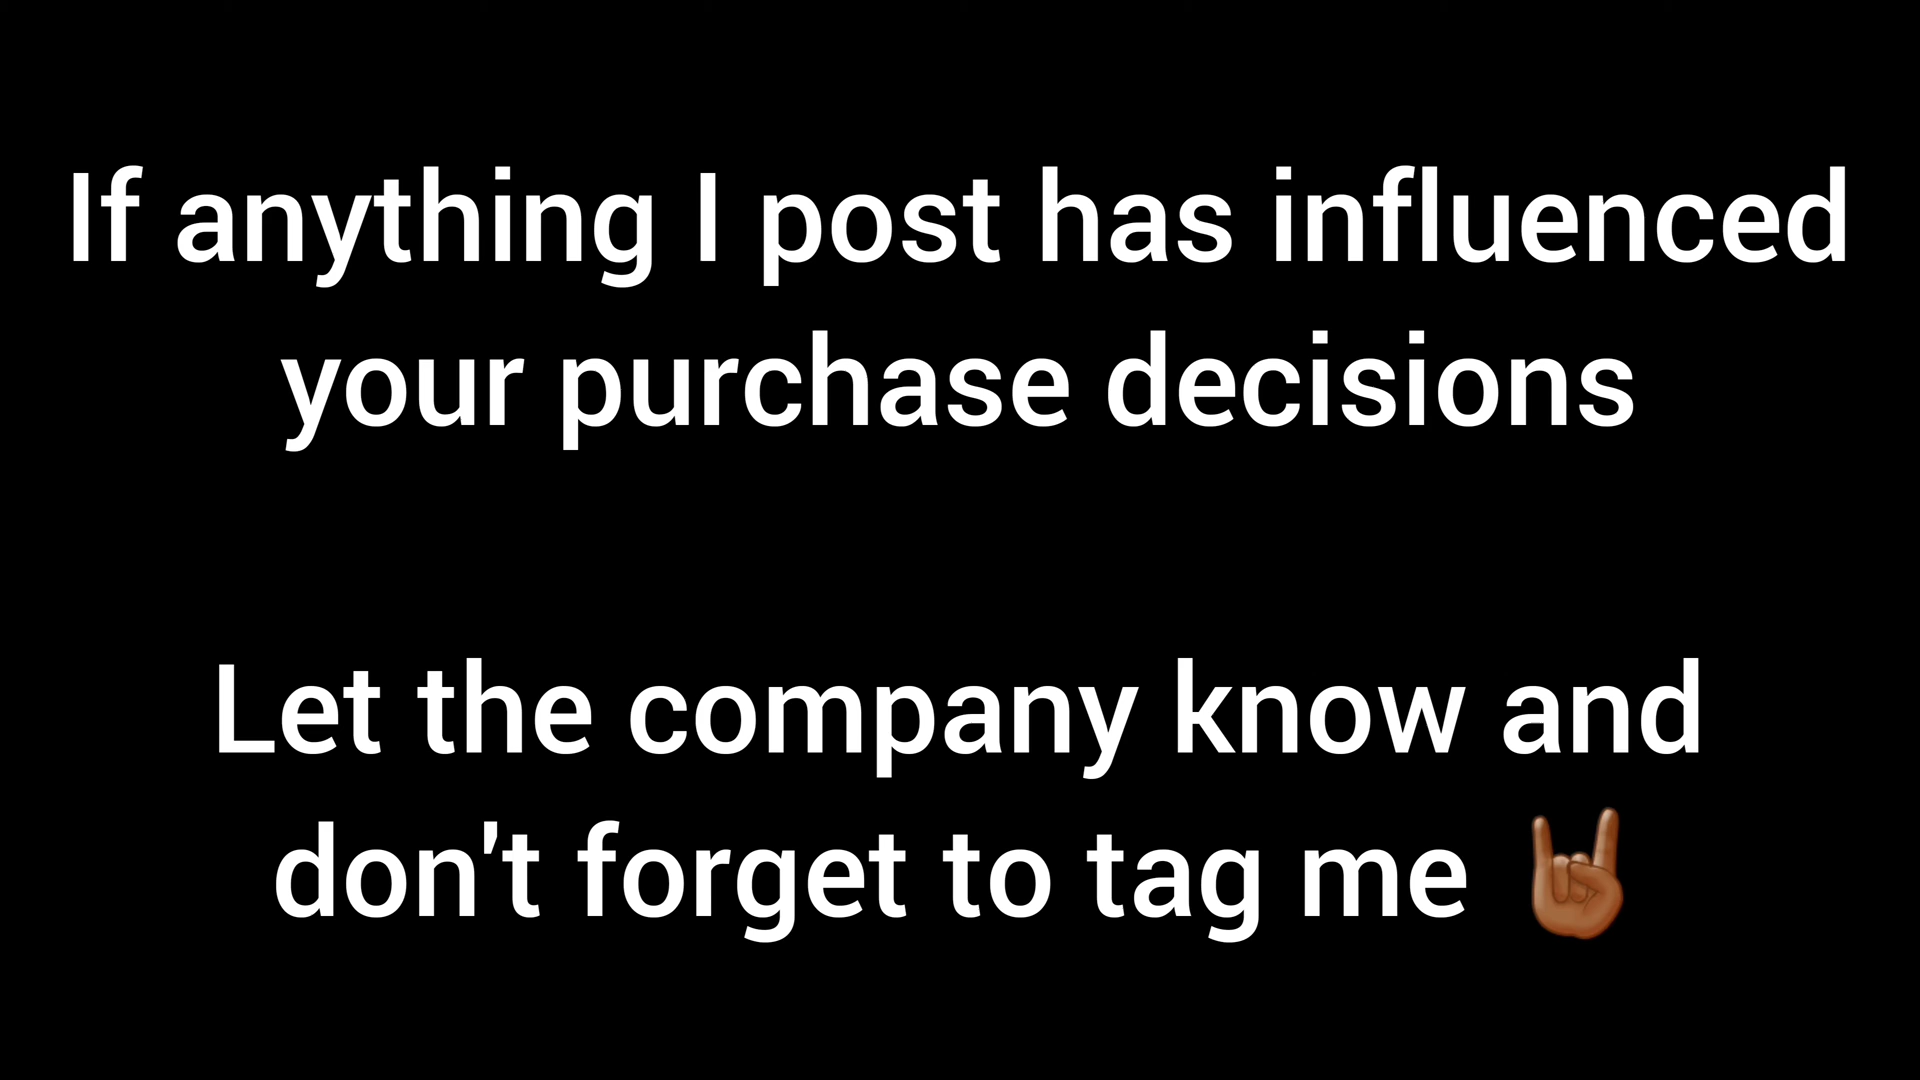 If anything I post has influenced
your purchase decisions
Let the company know and
don't forget to tag me 🤘🏾